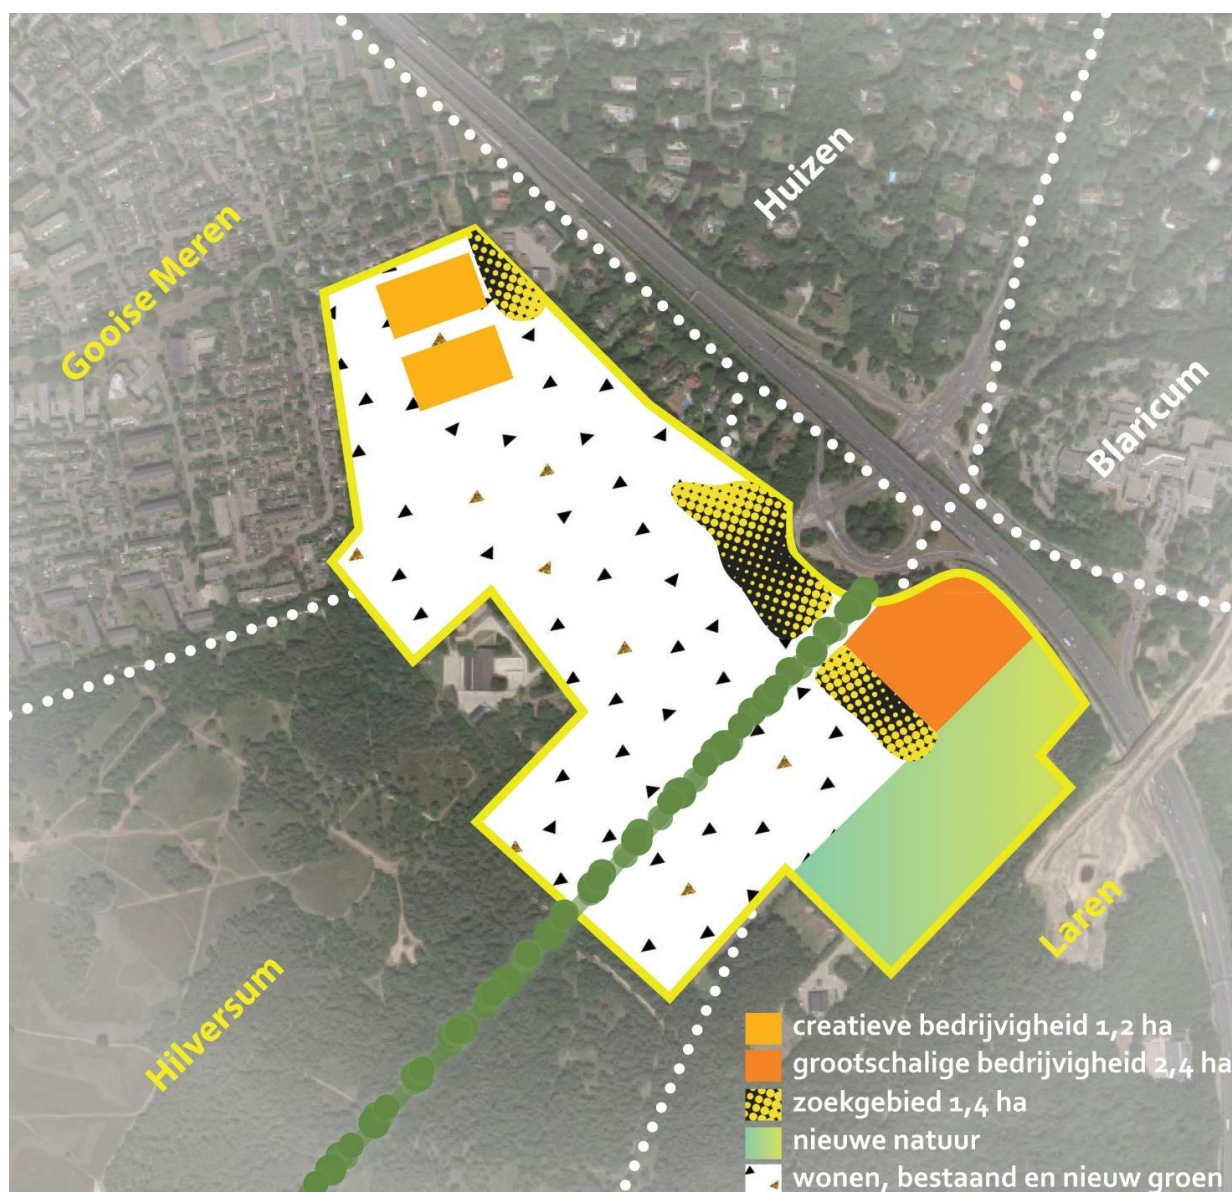 Huizen
Gooise Meren
Blaricum
Laren
Hilversum
creatieve bedrijvigheid 1,2 ha
grootschalige bedrijvigheid 2,4 ha
zoekgebied 1,4 ha
nieuwe natuur
wonen, bestaand en nieuw groen